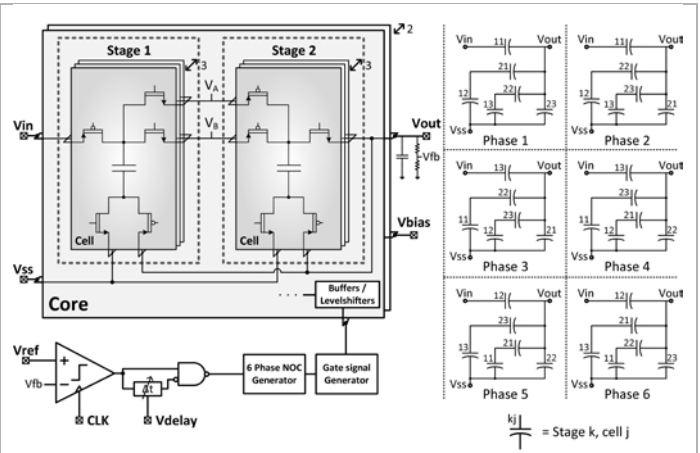 2
Stage 1
Stage 2
3
3
VA
VB
Vin
Vout
Vfb
Cell
Cell
Vbias
Vss
Core
Buffers /
Levelshifters
Vref
Vfb
Δt
6 Phase NOC
Generator
Gate signal
Generator
CLK
Vdelay
Vin 11 Vout
21
12
22
13
23
Vss
Phase 1
Vin 11 Vout
22
12
23
13
21
Vss
Phase 2
Vin 13 Vout
22
11
23
12
21
Vss
Phase 3
Vin 13 Vout
23
11
21
12
22
Vss
Phase 4
Vin 12 Vout
23
13
21
11
22
Vss
Phase 5
Vin 12 Vout
21
13
22
11
23
Vss
Phase 6
kj
= Stage k, cell j